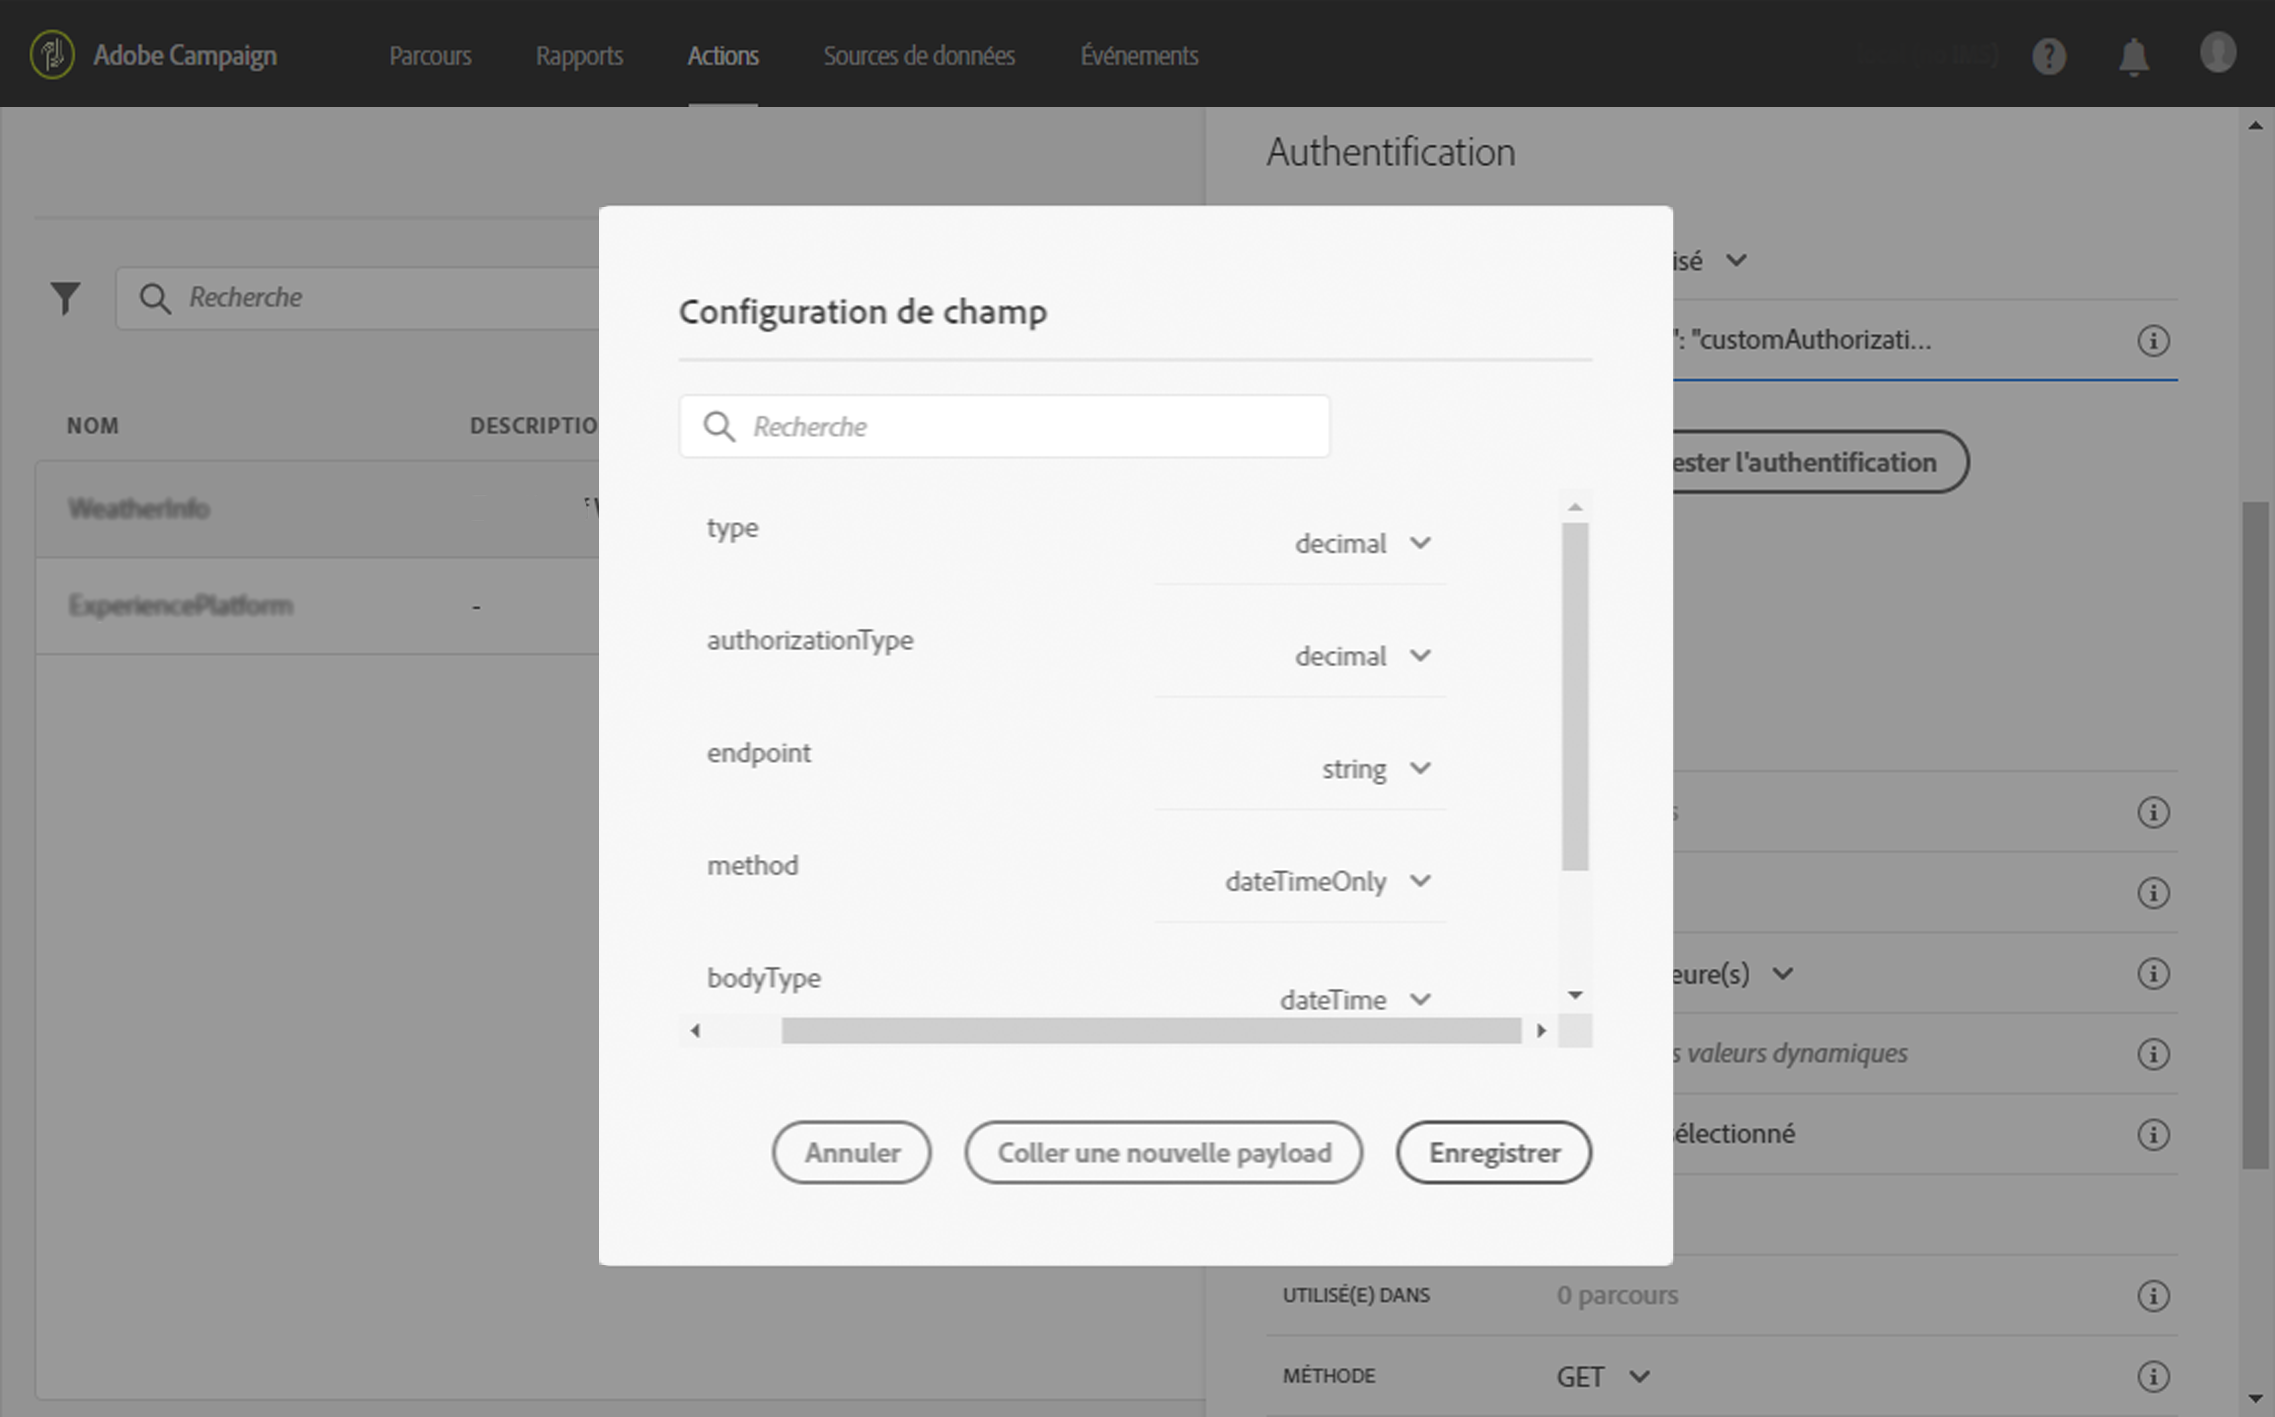 Adobe Campaign Parcours Rapports Actions Sources de données Événements
Authentification
isé
Recherche
": "customAuthorizati...
ester l'authentification
NOM DESCRIPTIO
WeatherInfo
ExperiencePlatform -
Configuration de champ
Recherche
type decimal
authorizationType decimal
endpoint string
method dateTimeOnly
bodyType dateTime
Annuler Coller une nouvelle payload Enregistrer
eure(s)
s valeurs dynamiques
électionné
UTILISÉ(E) DANS 0 parcours
MÉTHODE GET